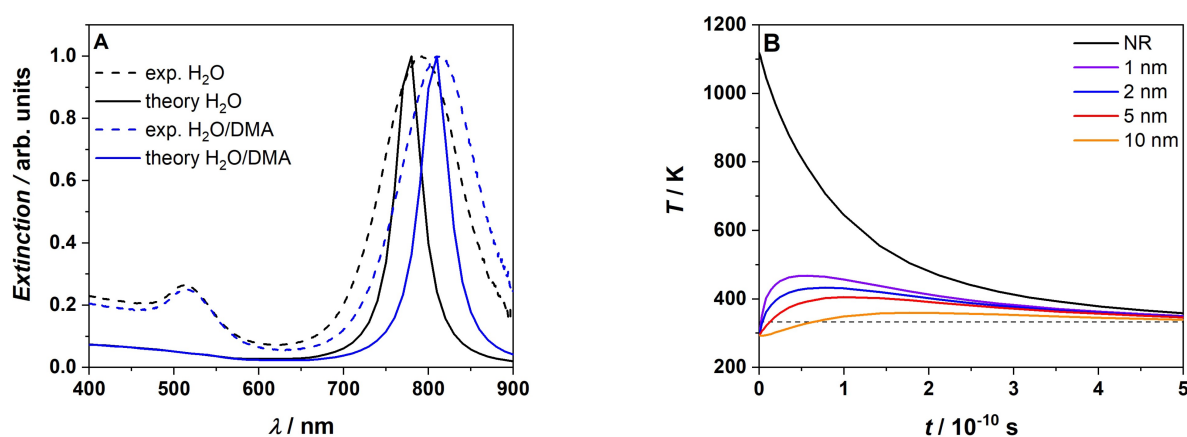 A
exp. H₂O
theory H₂O
exp. H₂O/DMA
theory H₂O/DMA
Extinction / arb. units
1.0
0.8
0.6
0.4
0.2
0.0
400 500 600 700 800 900
λ / nm
B
NR
1 nm
2 nm
5 nm
10 nm
T / K
1200
1100
800
600
400
200
0 1 2 3 4 5
t / 10⁻¹⁰ s